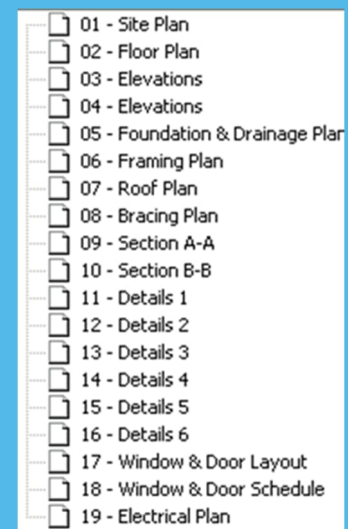 01 - Site Plan
02 - Floor Plan
03 - Elevations
04 - Elevations
05 - Foundation & Drainage Plan
06 - Framing Plan
07 - Roof Plan
08 - Bracing Plan
09 - Section A-A
10 - Section B-B
11 - Details 1
12 - Details 2
13 - Details 3
14 - Details 4
15 - Details 5
16 - Details 6
17 - Window & Door Layout
18 - Window & Door Schedule
19 - Electrical Plan